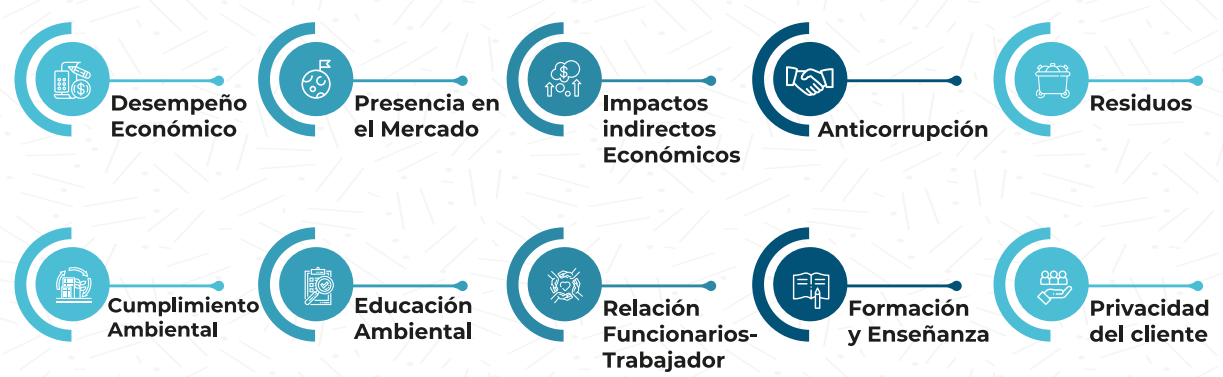 Desempeño
Económico
Presencia en
el Mercado
Impactos
indirectos
Económicos
Anticorrupción
Residuos
Cumplimiento
Ambiental
Educación
Ambiental
Relación
Funcionarios-
Trabajador
Formación
y Enseñanza
Privacidad
del cliente